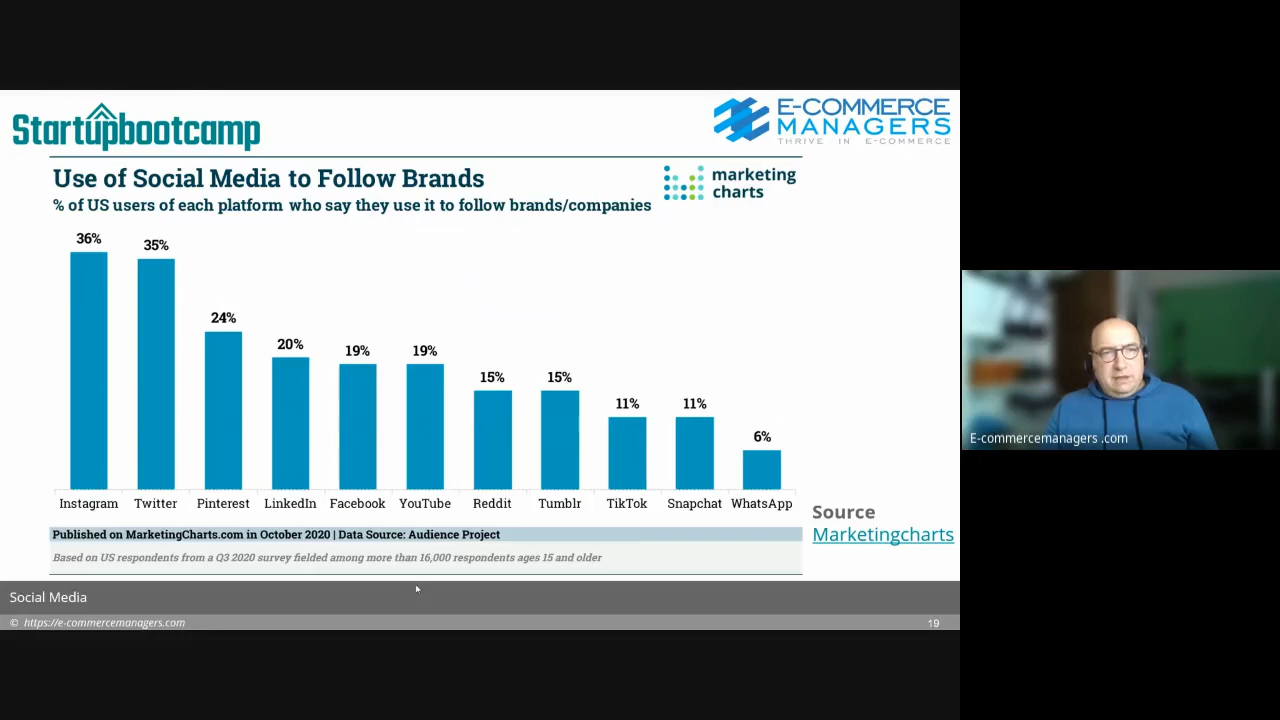 Startupbootcamp
E-COMMERCE
MANAGERS
THRIVE IN E-COMMERCE
Use of Social Media to Follow Brands
% of US users of each platform who say they use it to follow brands/companies
marketing
charts
36%
35%
24%
20%
19%
19%
15%
15%
11%
11%
6%
Instagram
Twitter
Pinterest
LinkedIn
Facebook
YouTube
Reddit
Tumblr
TikTok
Snapchat
WhatsApp
Published on MarketingCharts.com in October 2020 | Data Source: Audience Project
Based on US respondents from a Q3 2020 survey fielded among more than 16,000 respondents ages 15 and older
Source
Marketingcharts
Social Media
© https://e-commercemanagers.com
19
E-commercemanagers .com